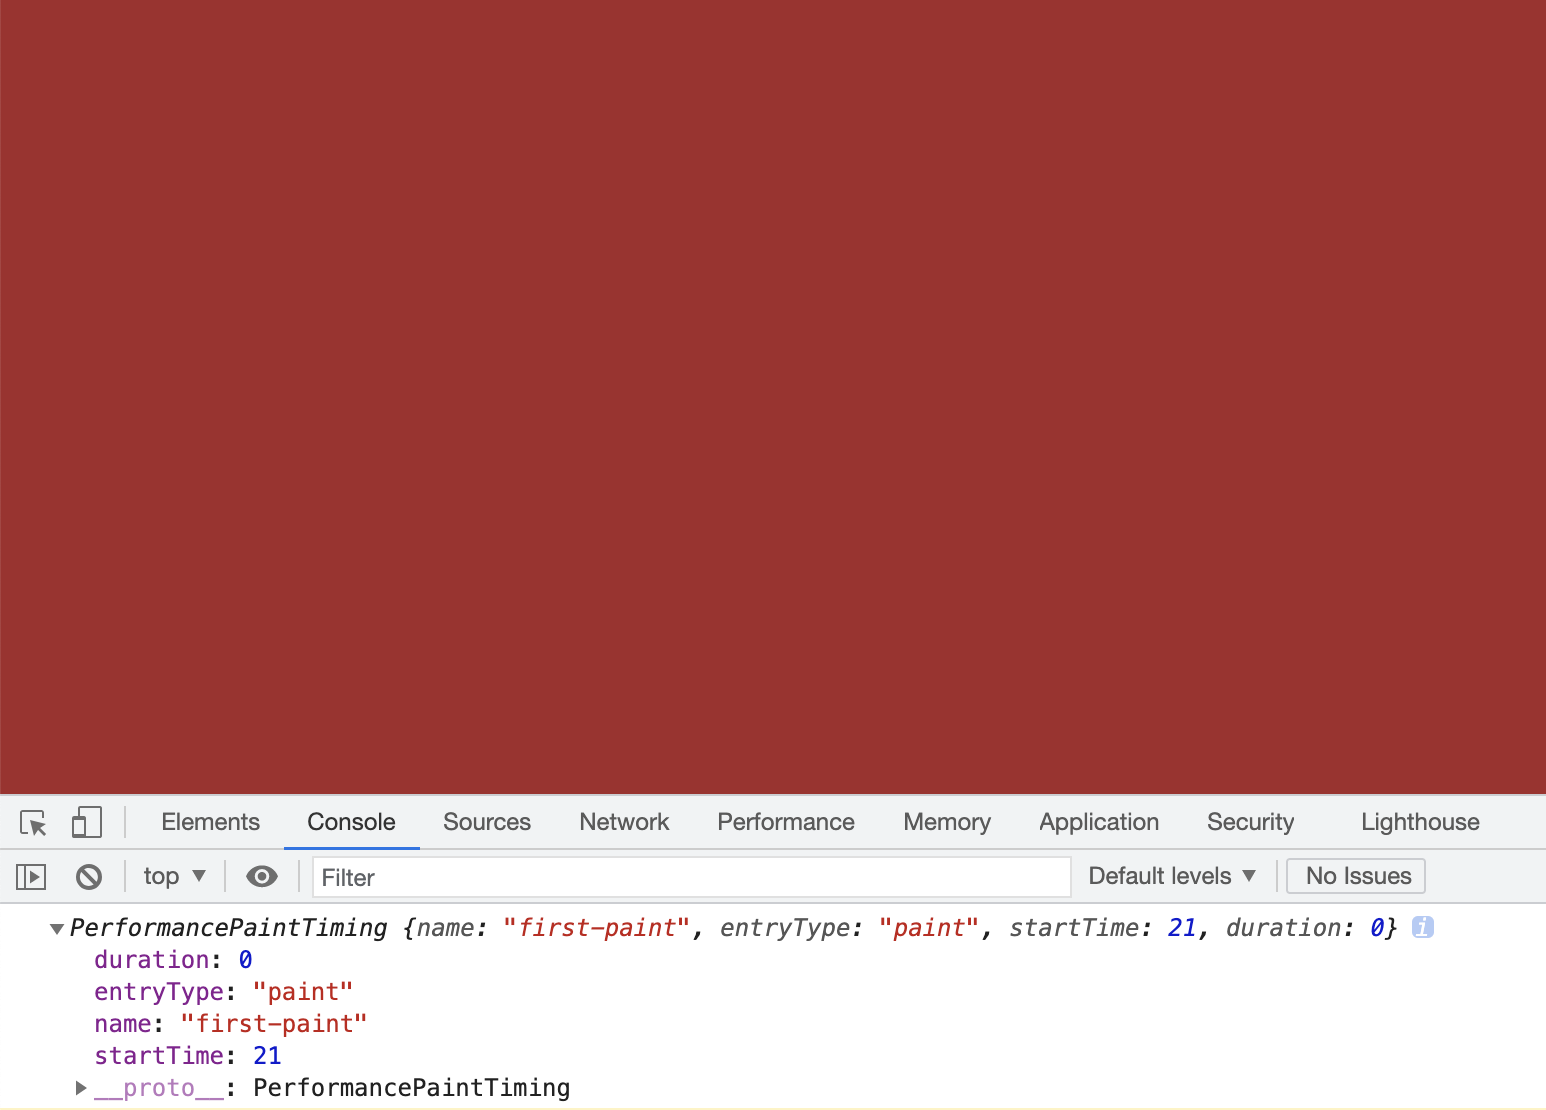 Elements Console Sources Network Performance Memory Application Security Lighthouse
top ▼ Filter Default levels ▼ No Issues
▼PerformancePaintTiming {name: "first-paint", entryType: "paint", startTime: 21, duration: 0} i
duration: 0
entryType: "paint"
name: "first-paint"
startTime: 21
▶__proto__: PerformancePaintTiming